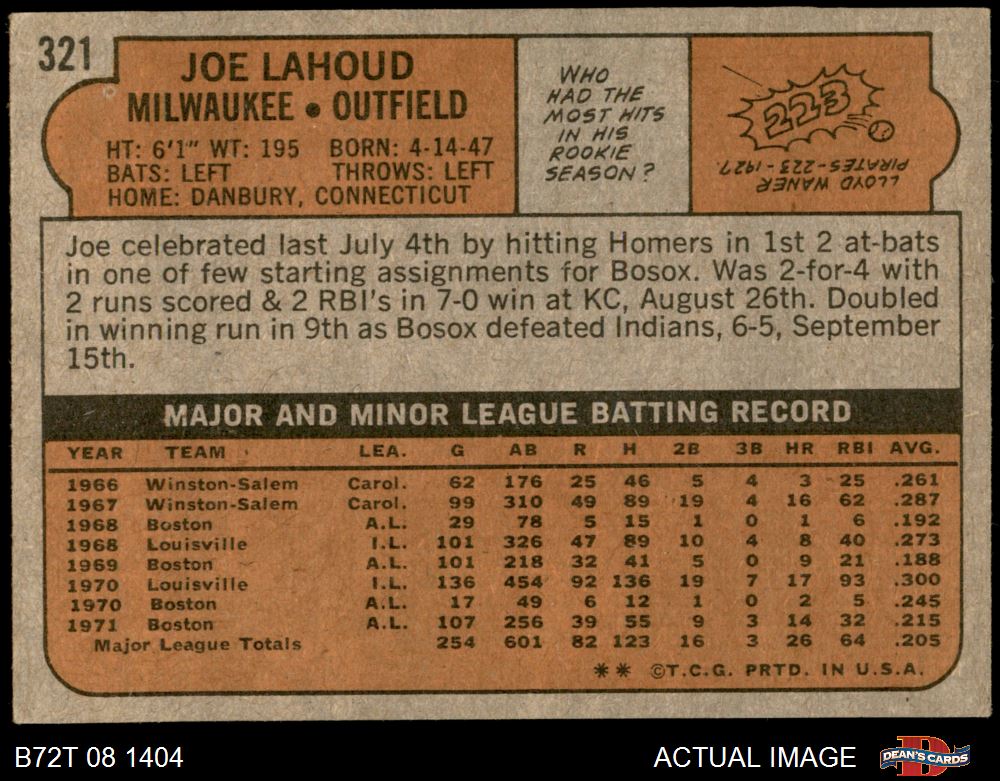 321
JOE LAHOUD
MILWAUKEE • OUTFIELD
HT: 6'1" WT: 195 BORN: 4-14-47
BATS: LEFT THROWS: LEFT
HOME: DANBURY, CONNECTICUT
WHO
HAD THE
MOST HITS
IN HIS
ROOKIE
SEASON?
223
LLOYD WANER
PIRATES-223-1927.
Joe celebrated last July 4th by hitting Homers in 1st 2 at-bats
in one of few starting assignments for Bosox. Was 2-for-4 with
2 runs scored & 2 RBI's in 7-0 win at KC, August 26th. Doubled
in winning run in 9th as Bosox defeated Indians, 6-5, September
15th.
MAJOR AND MINOR LEAGUE BATTING RECORD
YEAR TEAM LEA. G AB R H 2B 3B HR RBI AVG.
1966 Winston-Salem Carol. 62 176 25 46 5 4 3 25 .261
1967 Winston-Salem Carol. 99 310 49 89 19 4 16 62 .287
1968 Boston A.L. 29 78 5 15 1 0 1 6 .192
1968 Louisville I.L. 101 326 47 89 10 4 8 40 .273
1969 Boston A.L. 101 218 32 41 5 0 9 21 .188
1970 Louisville I.L. 136 454 92 136 19 7 17 93 .300
1970 Boston A.L. 17 49 6 12 1 0 2 5 .245
1971 Boston A.L. 107 256 39 55 9 3 14 32 .215
Major League Totals 254 601 82 123 16 3 26 64 .205
** ©T.C.G. PRTD. IN U.S.A.
B72T 08 1404 ACTUAL IMAGE DEAN'S CARDS